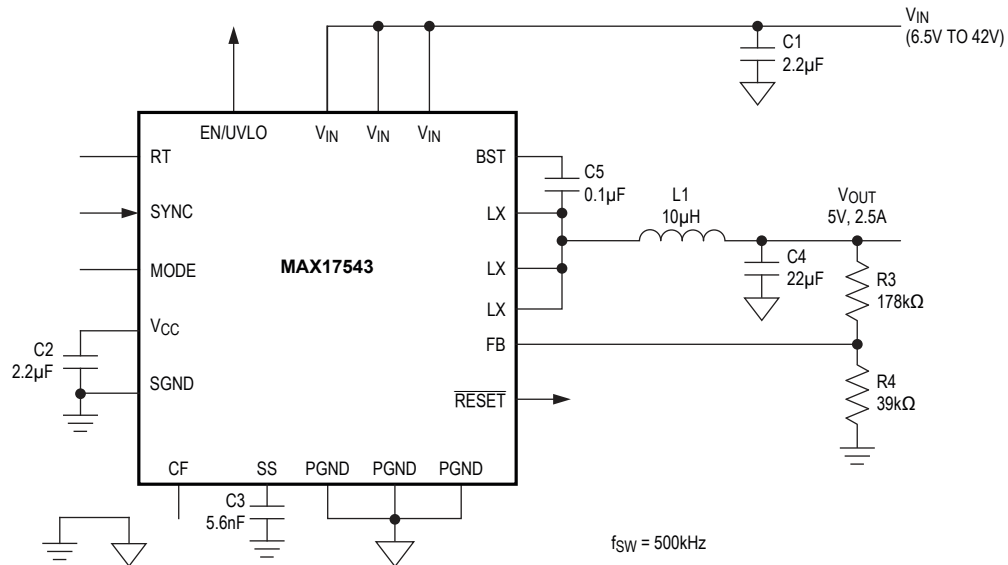 VIN
(6.5V TO 42V)
C1
2.2µF
EN/UVLO
VIN
VIN
VIN
RT
BST
C5
0.1µF
SYNC
LX
L1
10µH
VOUT
5V, 2.5A
MODE
MAX17543
LX
C4
22µF
R3
178kΩ
LX
VCC
C2
2.2µF
FB
SGND
RESET
R4
39kΩ
CF
SS
PGND
PGND
PGND
C3
5.6nF
fSW = 500kHz